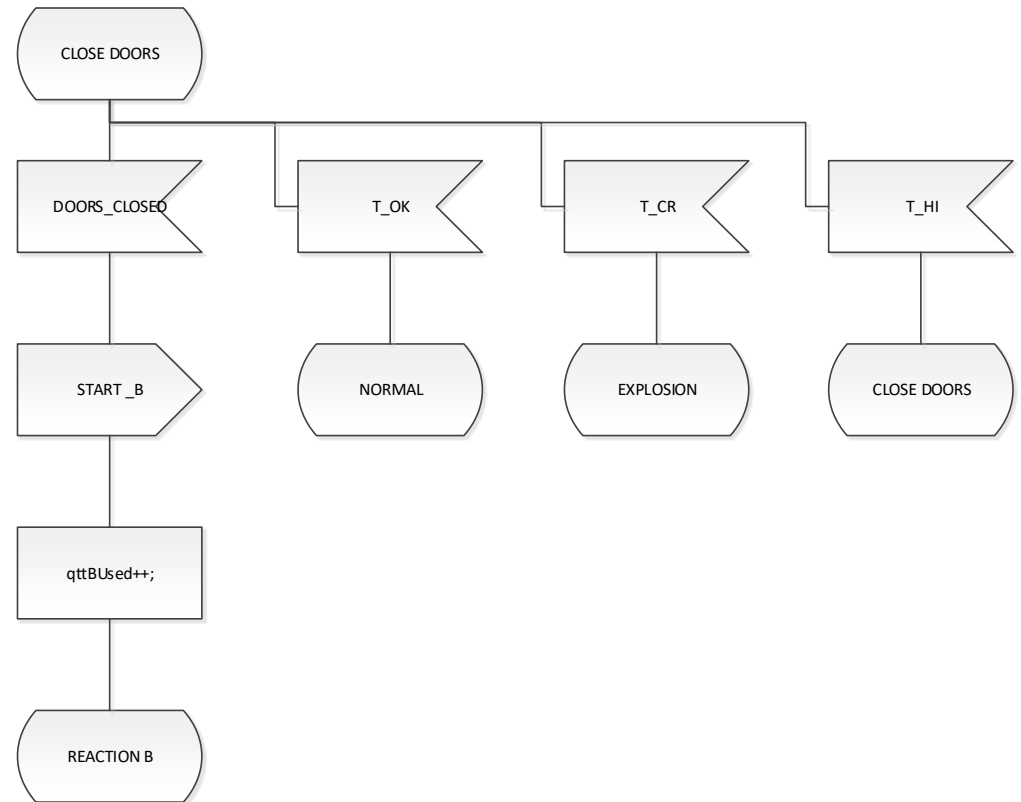 CLOSE DOORS
DOORS_CLOSED
T_OK
T_CR
T_HI
START _B
NORMAL
EXPLOSION
CLOSE DOORS
qttBUsed++;
REACTION B